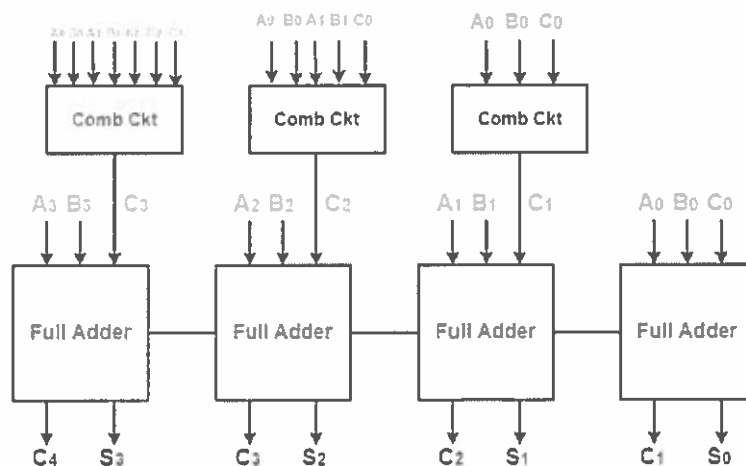 A0 B0 A1 B1 C0
A0 B0 C0
Comb Ckt
Comb Ckt
Comb Ckt
A3 B3 C3
A2 B2 C2
A1 B1 C1
A0 B0 C0
Full Adder
Full Adder
Full Adder
Full Adder
C4 S3
C3 S2
C2 S1
C1 S0